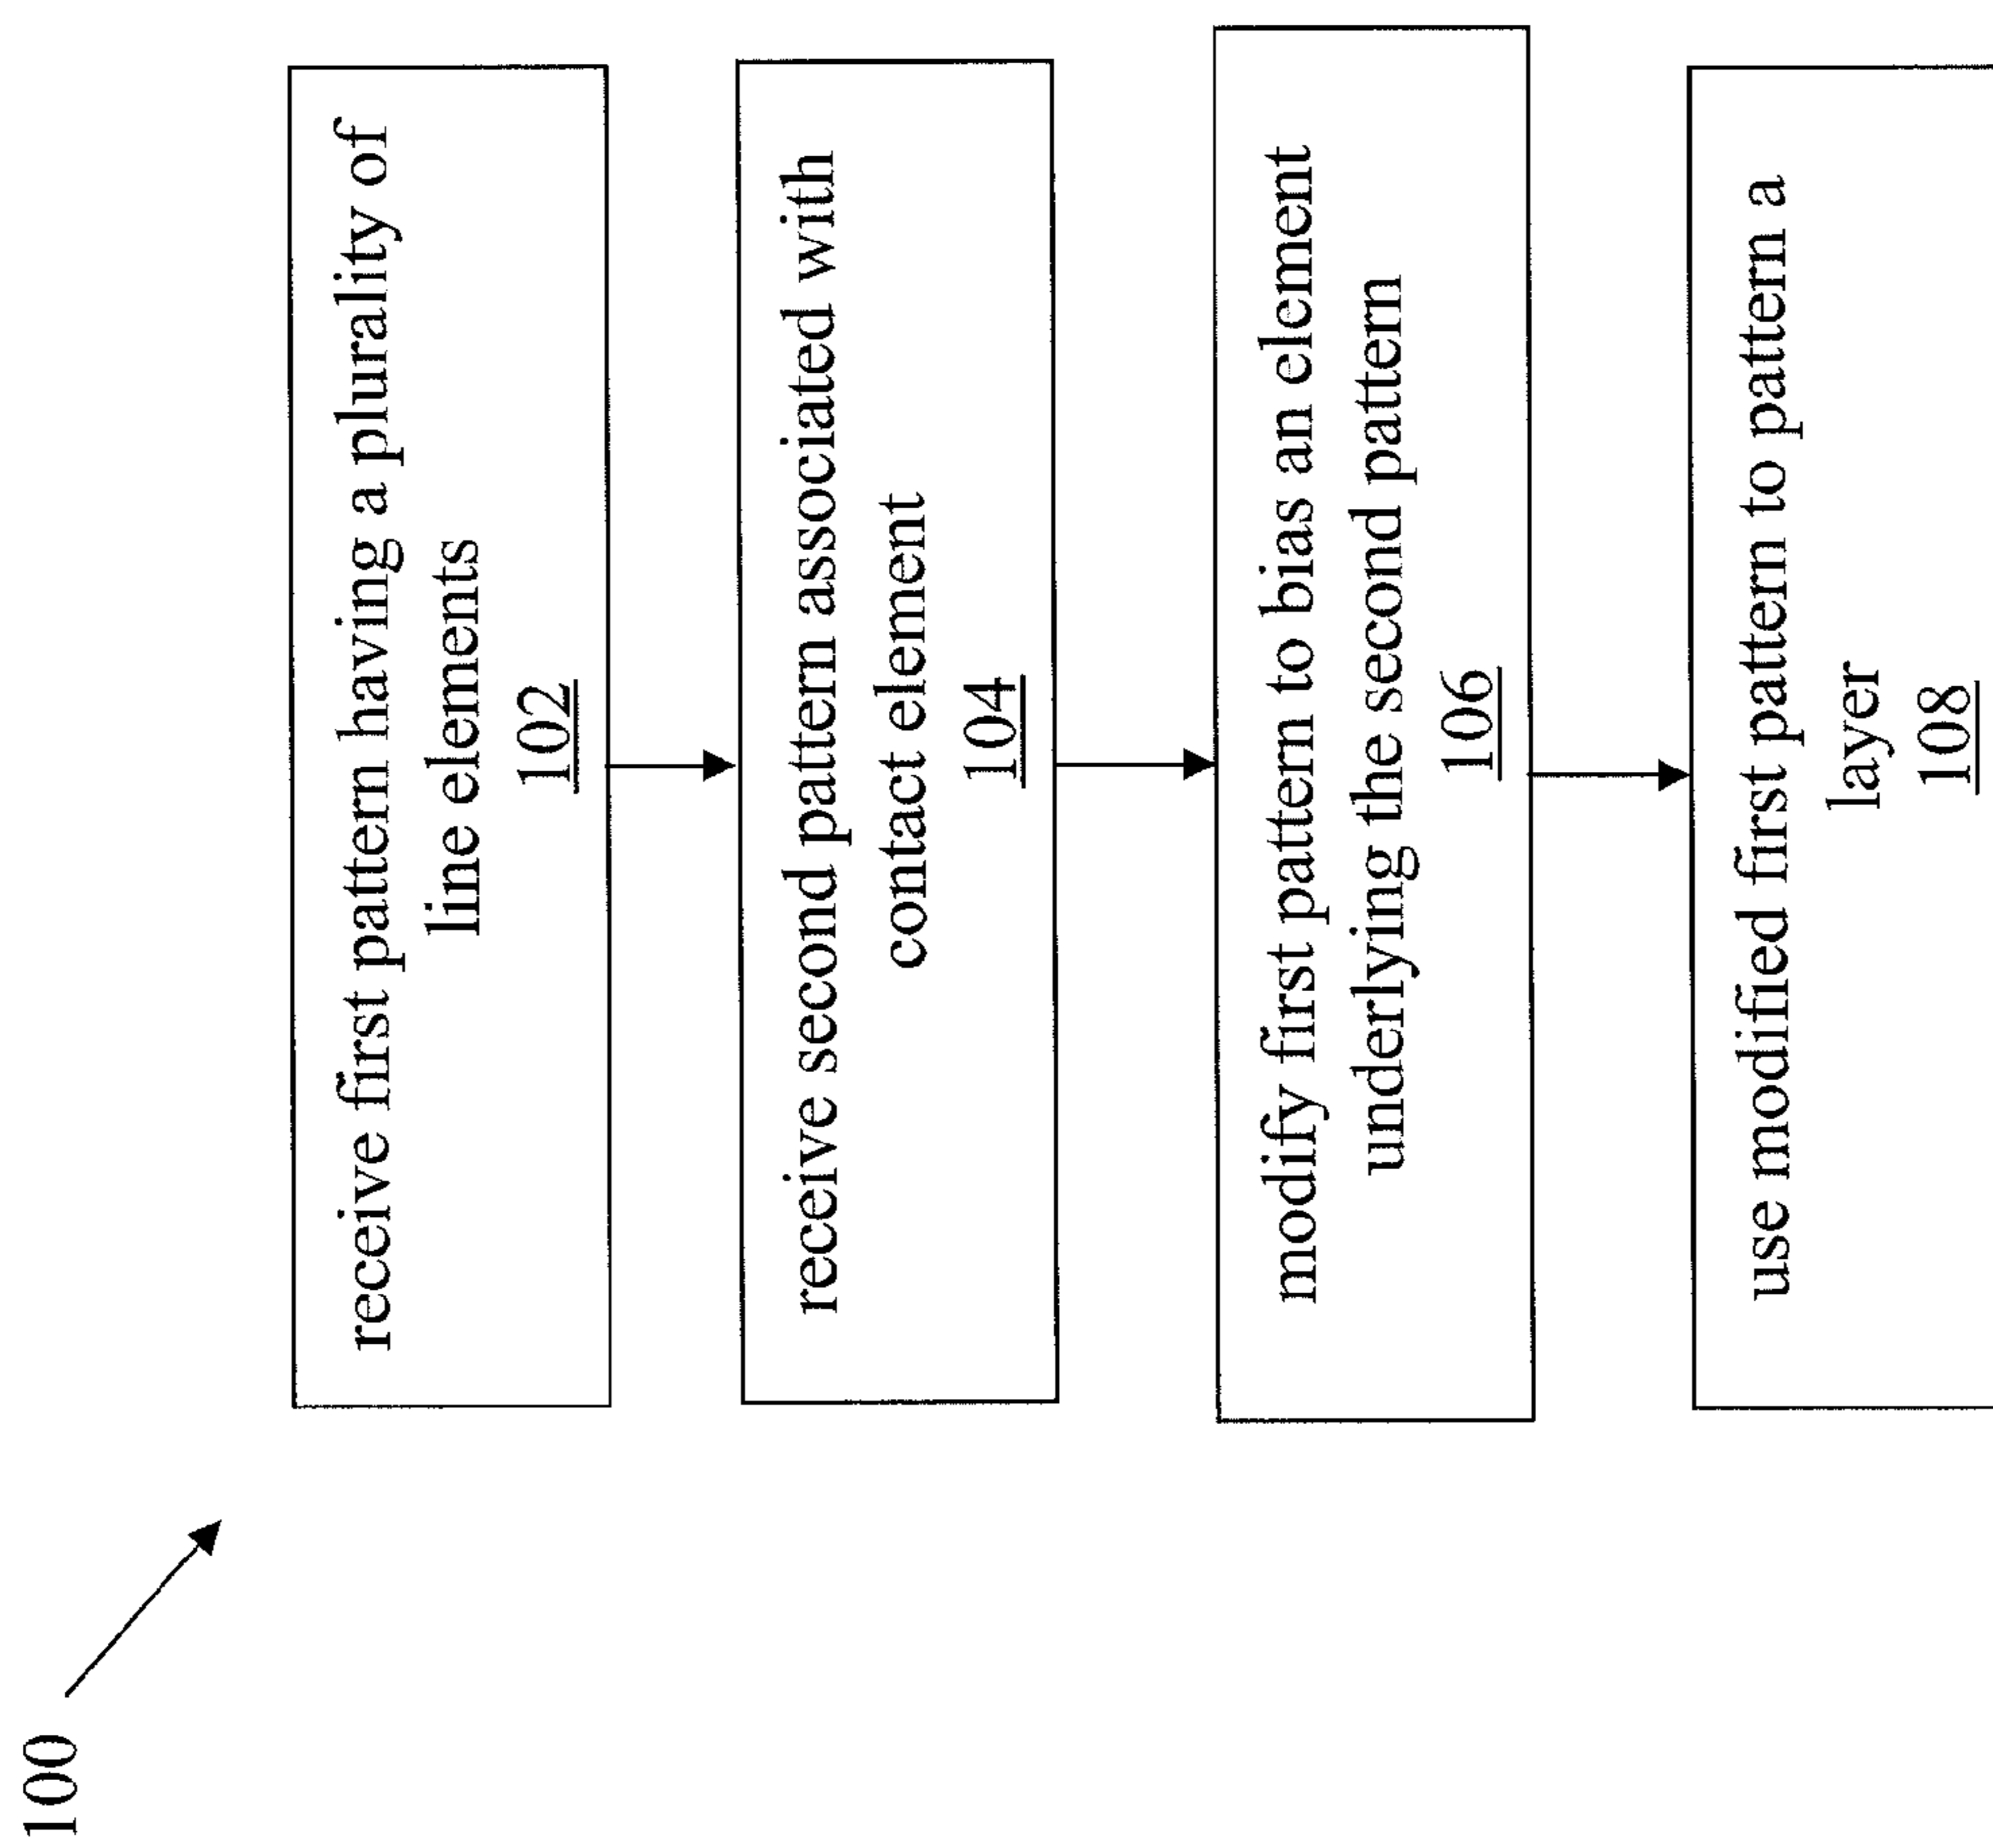 100
receive first pattern having a plurality of
line elements
102
receive second pattern associated with
contact element
104
modify first pattern to bias an element
underlying the second pattern
106
use modified first pattern to pattern a
layer
108